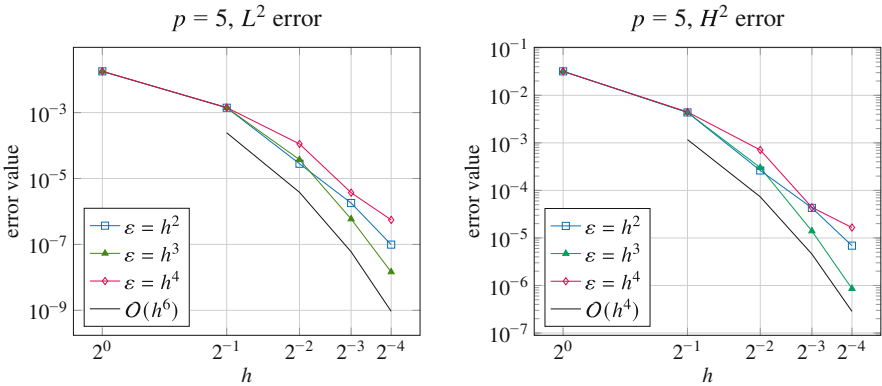 p = 5, L² error
10⁻³
10⁻⁵
10⁻⁷
10⁻⁹
error value
ε = h²
ε = h³
ε = h⁴
O(h⁶)
2⁰ 2⁻¹ 2⁻² 2⁻³ 2⁻⁴
h
p = 5, H² error
10⁻¹
10⁻²
10⁻³
10⁻⁴
10⁻⁵
10⁻⁶
10⁻⁷
error value
ε = h²
ε = h³
ε = h⁴
O(h⁴)
2⁰ 2⁻¹ 2⁻² 2⁻³ 2⁻⁴
h